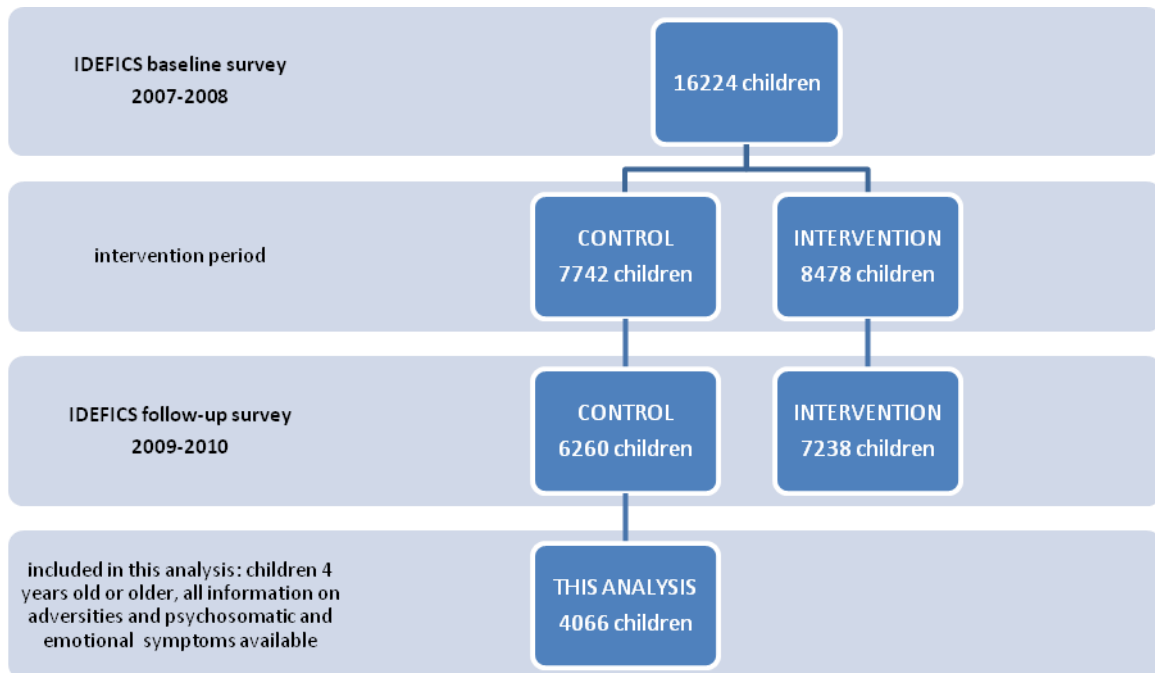 IDEFICS baseline survey
2007-2008
16224 children
intervention period
CONTROL
7742 children
INTERVENTION
8478 children
IDEFICS follow-up survey
2009-2010
CONTROL
6260 children
INTERVENTION
7238 children
included in this analysis: children 4
years old or older, all information on
adversities and psychosomatic and
emotional symptoms available
THIS ANALYSIS
4066 children